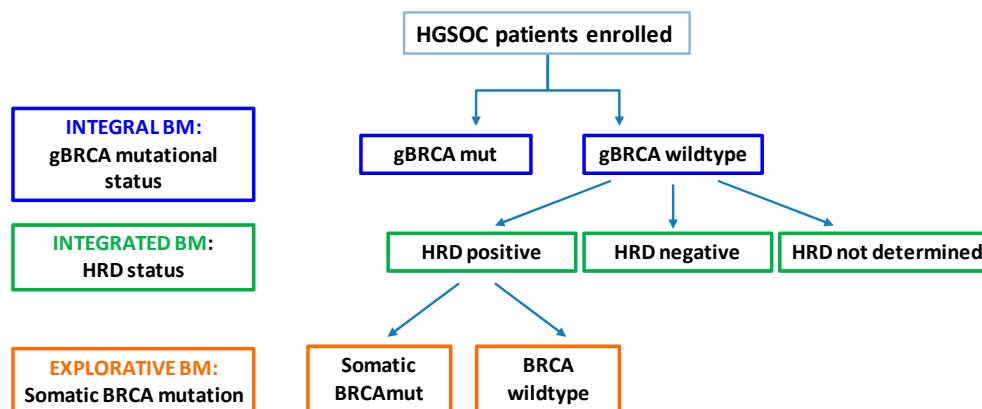 HGSOC patients enrolled
INTEGRAL BM:
gBRCA mutational
status
gBRCA mut
gBRCA wildtype
INTEGRATED BM:
HRD status
HRD positive
HRD negative
HRD not determined
EXPLORATIVE BM:
Somatic BRCA mutation
Somatic
BRCAmut
BRCA
wildtype